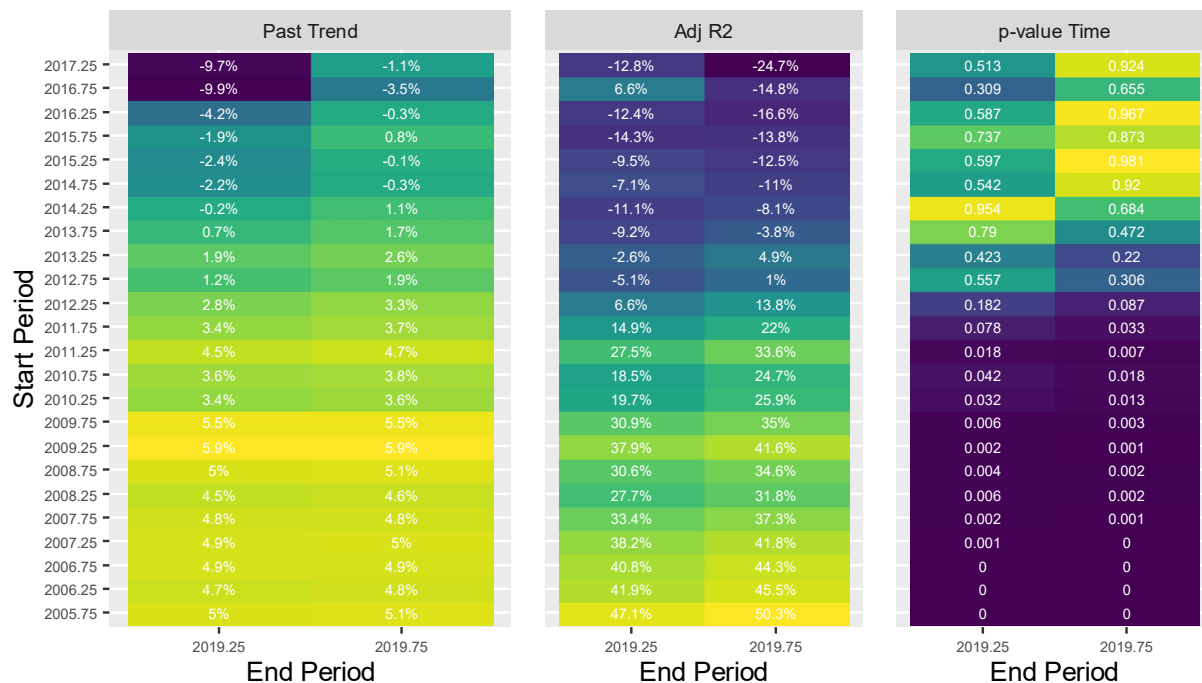 Past Trend Adj R2 p-value Time
2017.25 -9.7% -1.1% -12.8% -24.7% 0.513 0.924
2016.75 -9.9% -3.5% 6.6% -14.8% 0.309 0.655
2016.25 -4.2% -0.3% -12.4% -16.6% 0.587 0.967
2015.75 -1.9% 0.8% -14.3% -13.8% 0.737 0.873
2015.25 -2.4% -0.1% -9.5% -12.5% 0.597 0.981
2014.75 -2.2% -0.3% -7.1% -11% 0.542 0.92
2014.25 -0.2% 1.1% -11.1% -8.1% 0.954 0.684
2013.75 0.7% 1.7% -9.2% -3.8% 0.79 0.472
2013.25 1.9% 2.6% -2.6% 4.9% 0.423 0.22
2012.75 1.2% 1.9% -5.1% 1% 0.557 0.306
2012.25 2.8% 3.3% 6.6% 13.8% 0.182 0.087
2011.75 3.4% 3.7% 14.9% 22% 0.078 0.033
2011.25 4.5% 4.7% 27.5% 33.6% 0.018 0.007
2010.75 3.6% 3.8% 18.5% 24.7% 0.042 0.018
2010.25 3.4% 3.6% 19.7% 25.9% 0.032 0.013
2009.75 5.5% 5.5% 30.9% 35% 0.006 0.003
2009.25 5.9% 5.9% 37.9% 41.6% 0.002 0.001
2008.75 5% 5.1% 30.6% 34.6% 0.004 0.002
2008.25 4.5% 4.6% 27.7% 31.8% 0.006 0.002
2007.75 4.8% 4.8% 33.4% 37.3% 0.002 0.001
2007.25 4.9% 5% 38.2% 41.8% 0.001 0
2006.75 4.9% 4.9% 40.8% 44.3% 0 0
2006.25 4.7% 4.8% 41.9% 45.5% 0 0
2005.75 5% 5.1% 47.1% 50.3% 0 0
Start Period
2019.25 2019.75 2019.25 2019.75 2019.25 2019.75
End Period End Period End Period